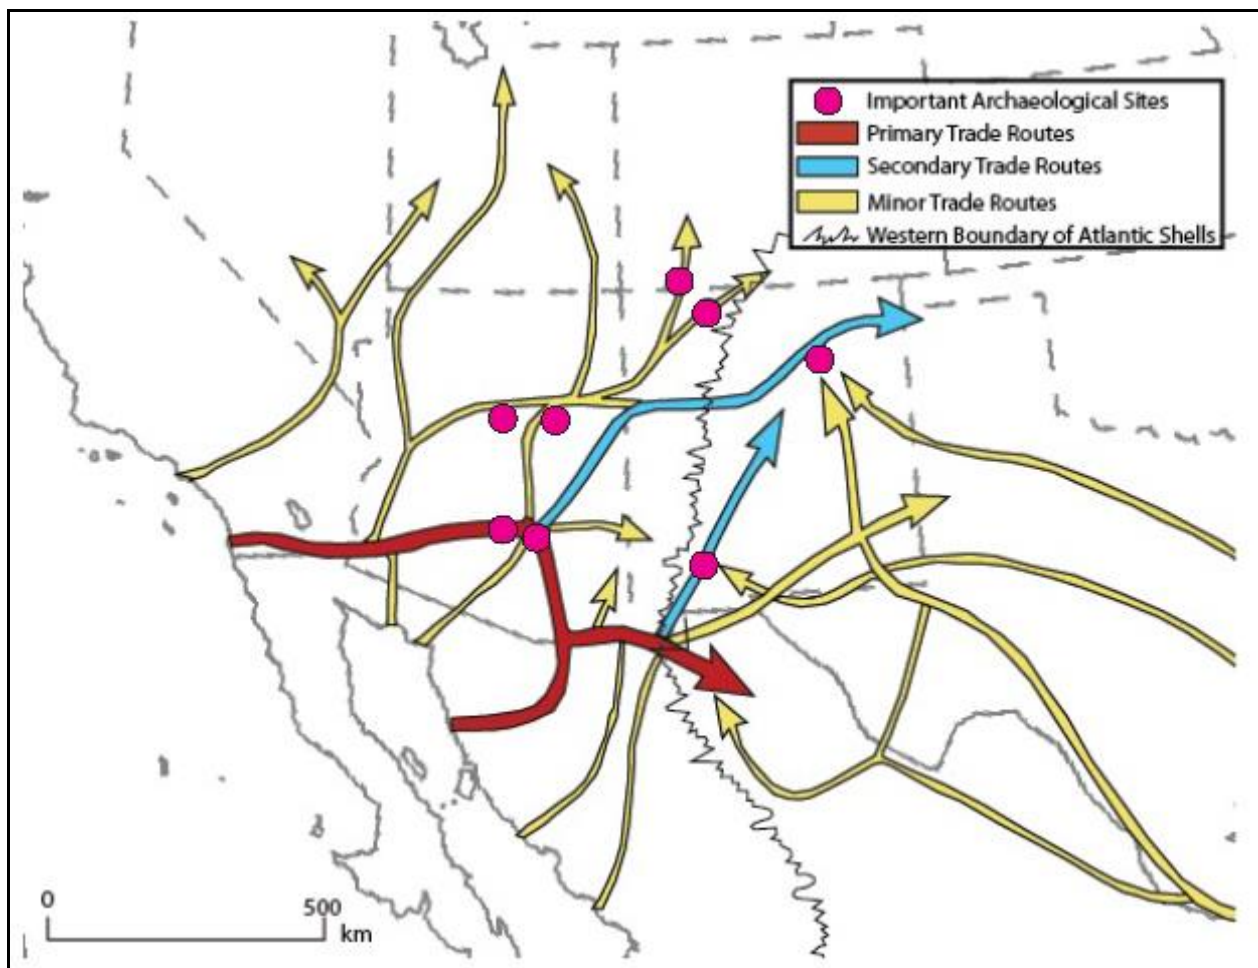 Important Archaeological Sites
Primary Trade Routes
Secondary Trade Routes
Minor Trade Routes
Western Boundary of Atlantic Shells
0
500
km